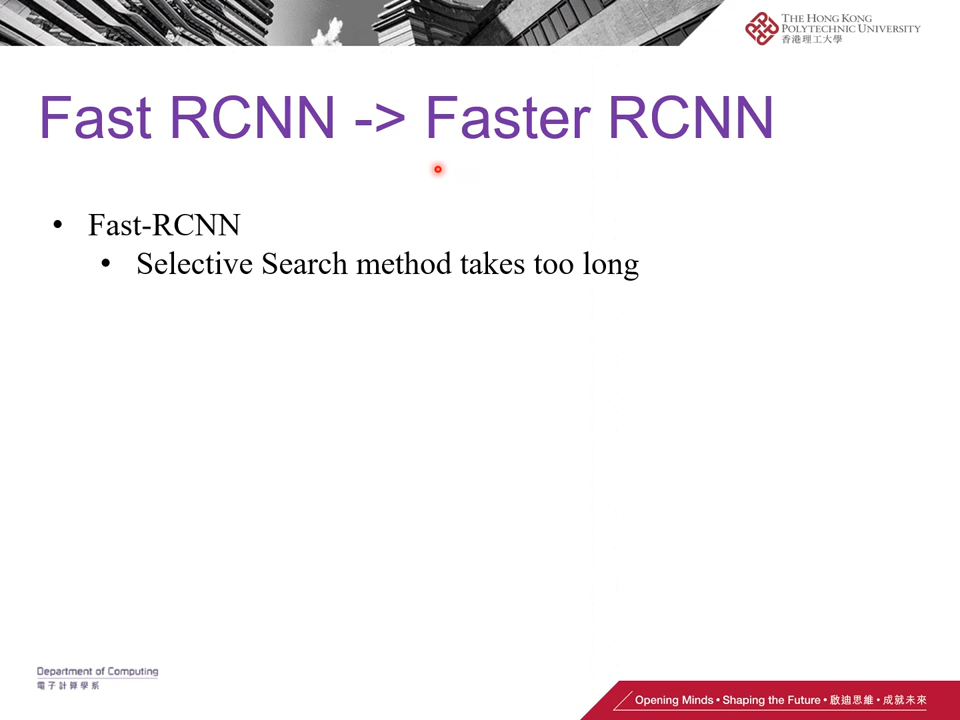 THE HONG KONG
POLYTECHNIC UNIVERSITY
香港理工大學
Fast RCNN -> Faster RCNN
• Fast-RCNN
• Selective Search method takes too long
Department of Computing
電子計算學系
Opening Minds • Shaping the Future • 啟迪思維 • 成就未來